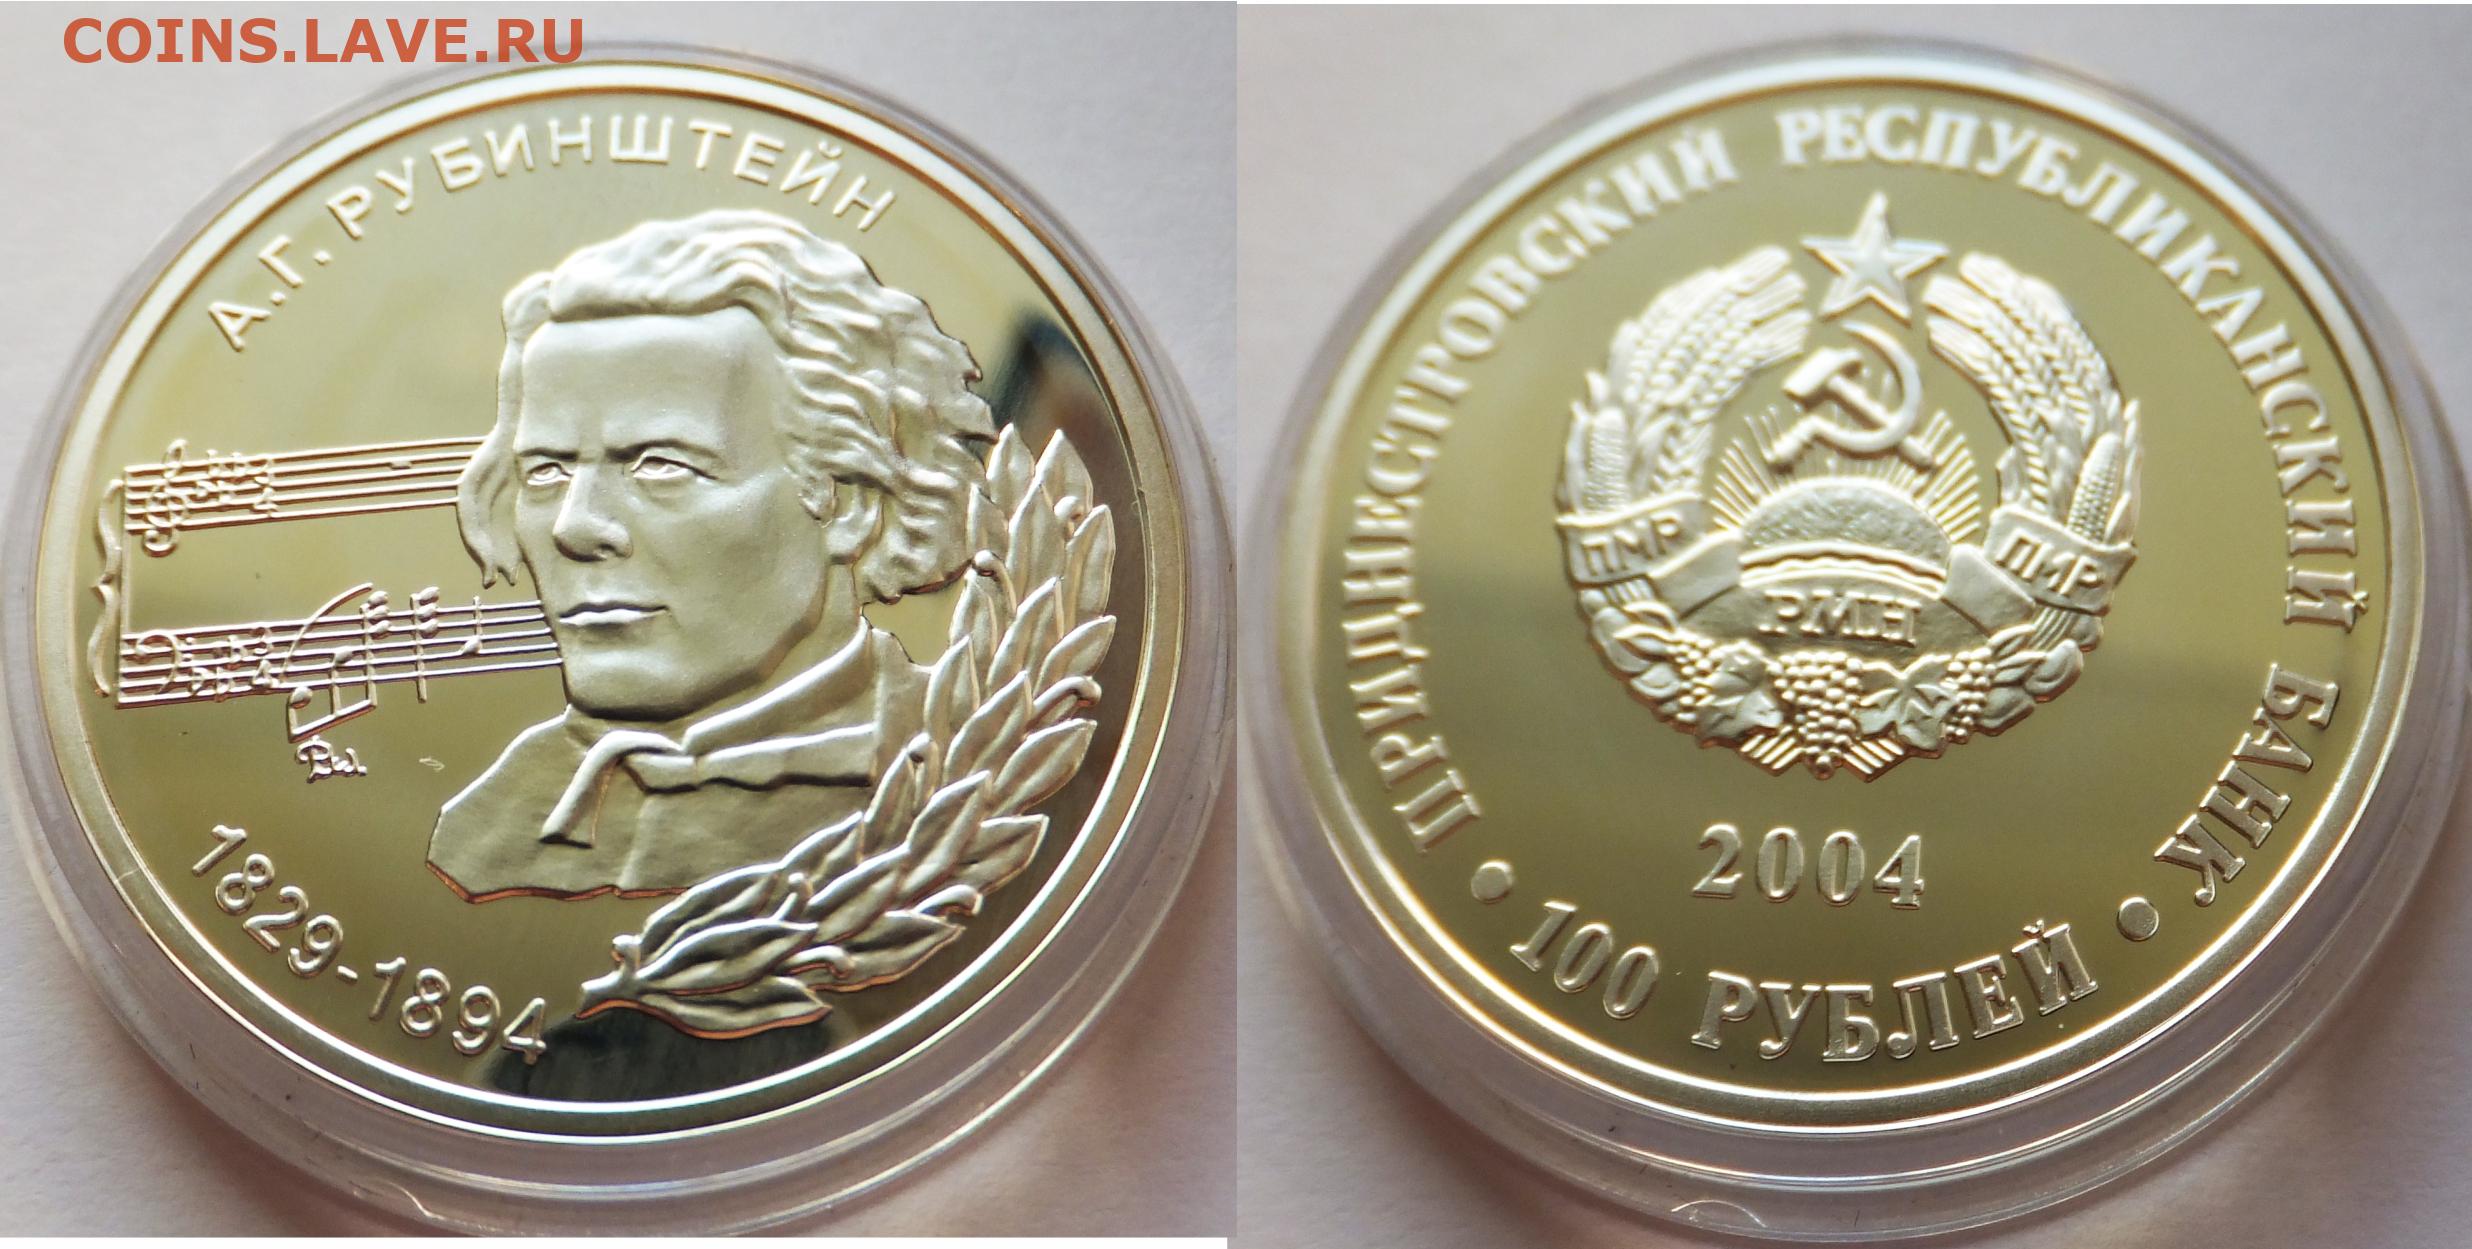 COINS.LAVE.RU
А.Г. РУБИНШТЕЙН
1829-1894
ПРИДНЕСТРОВСКИЙ РЕСПУБЛИКАНСКИЙ БАНК
ПМР
ПМР
РМН
2004
• 100 РУБЛЕЙ •